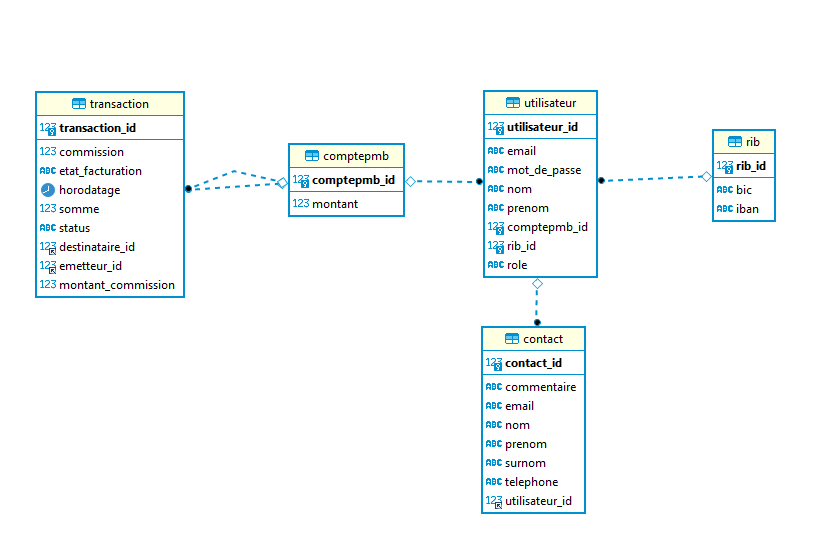 transaction
123 transaction_id
123 commission
ABC etat_facturation
horodatage
123 somme
ABC status
123 destinataire_id
123 emetteur_id
123 montant_commission
comptepmb
123 comptepmb_id
123 montant
utilisateur
123 utilisateur_id
ABC email
ABC mot_de_passe
ABC nom
ABC prenom
123 comptepmb_id
123 rib_id
ABC role
rib
123 rib_id
ABC bic
ABC iban
contact
123 contact_id
ABC commentaire
ABC email
ABC nom
ABC prenom
ABC surnom
ABC telephone
123 utilisateur_id